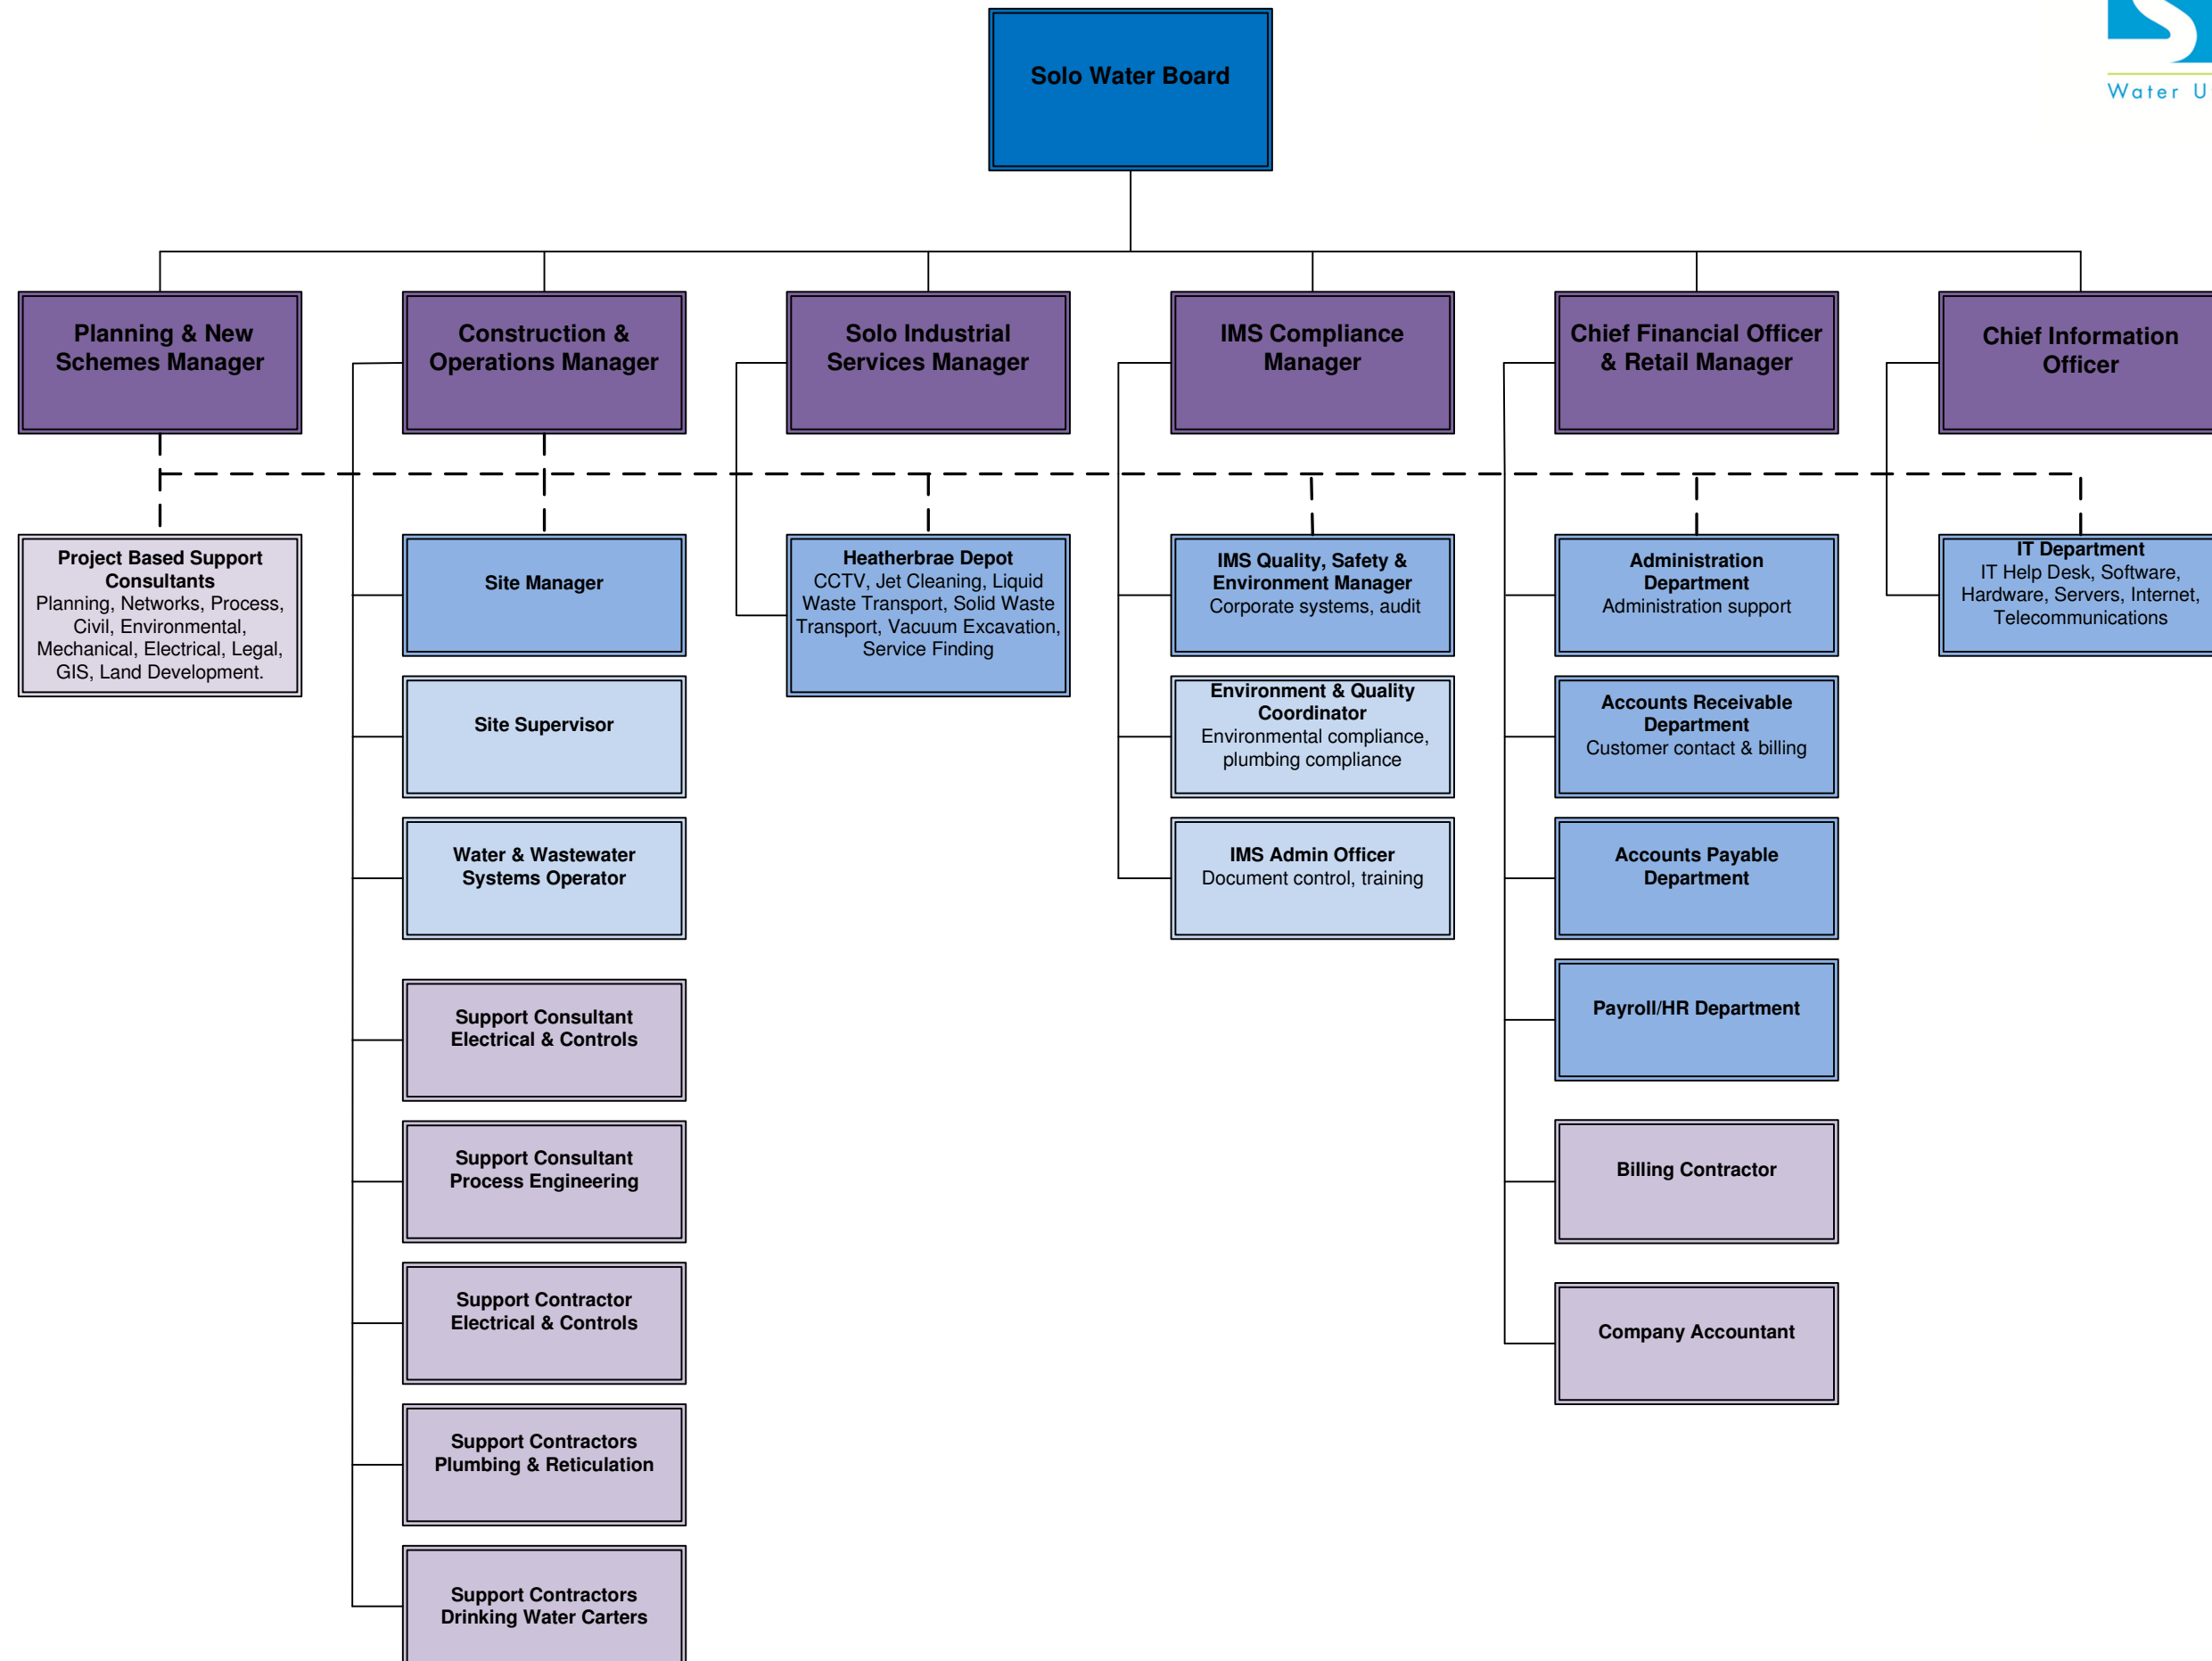 Water U
Solo Water Board
Planning & New
Schemes Manager
Construction &
Operations Manager
Solo Industrial
Services Manager
IMS Compliance
Manager
Chief Financial Officer
& Retail Manager
Chief Information
Officer
Project Based Support
Consultants
Planning, Networks, Process,
Civil, Environmental,
Mechanical, Electrical, Legal,
GIS, Land Development.
Site Manager
Site Supervisor
Water & Wastewater
Systems Operator
Support Consultant
Electrical & Controls
Support Consultant
Process Engineering
Support Contractor
Electrical & Controls
Support Contractors
Plumbing & Reticulation
Support Contractors
Drinking Water Carters
Heatherbrae Depot
CCTV, Jet Cleaning, Liquid
Waste Transport, Solid Waste
Transport, Vacuum Excavation,
Service Finding
IMS Quality, Safety &
Environment Manager
Corporate systems, audit
Environment & Quality
Coordinator
Environmental compliance,
plumbing compliance
IMS Admin Officer
Document control, training
Administration
Department
Administration support
Accounts Receivable
Department
Customer contact & billing
Accounts Payable
Department
Payroll/HR Department
Billing Contractor
Company Accountant
IT Department
IT Help Desk, Software,
Hardware, Servers, Internet,
Telecommunications